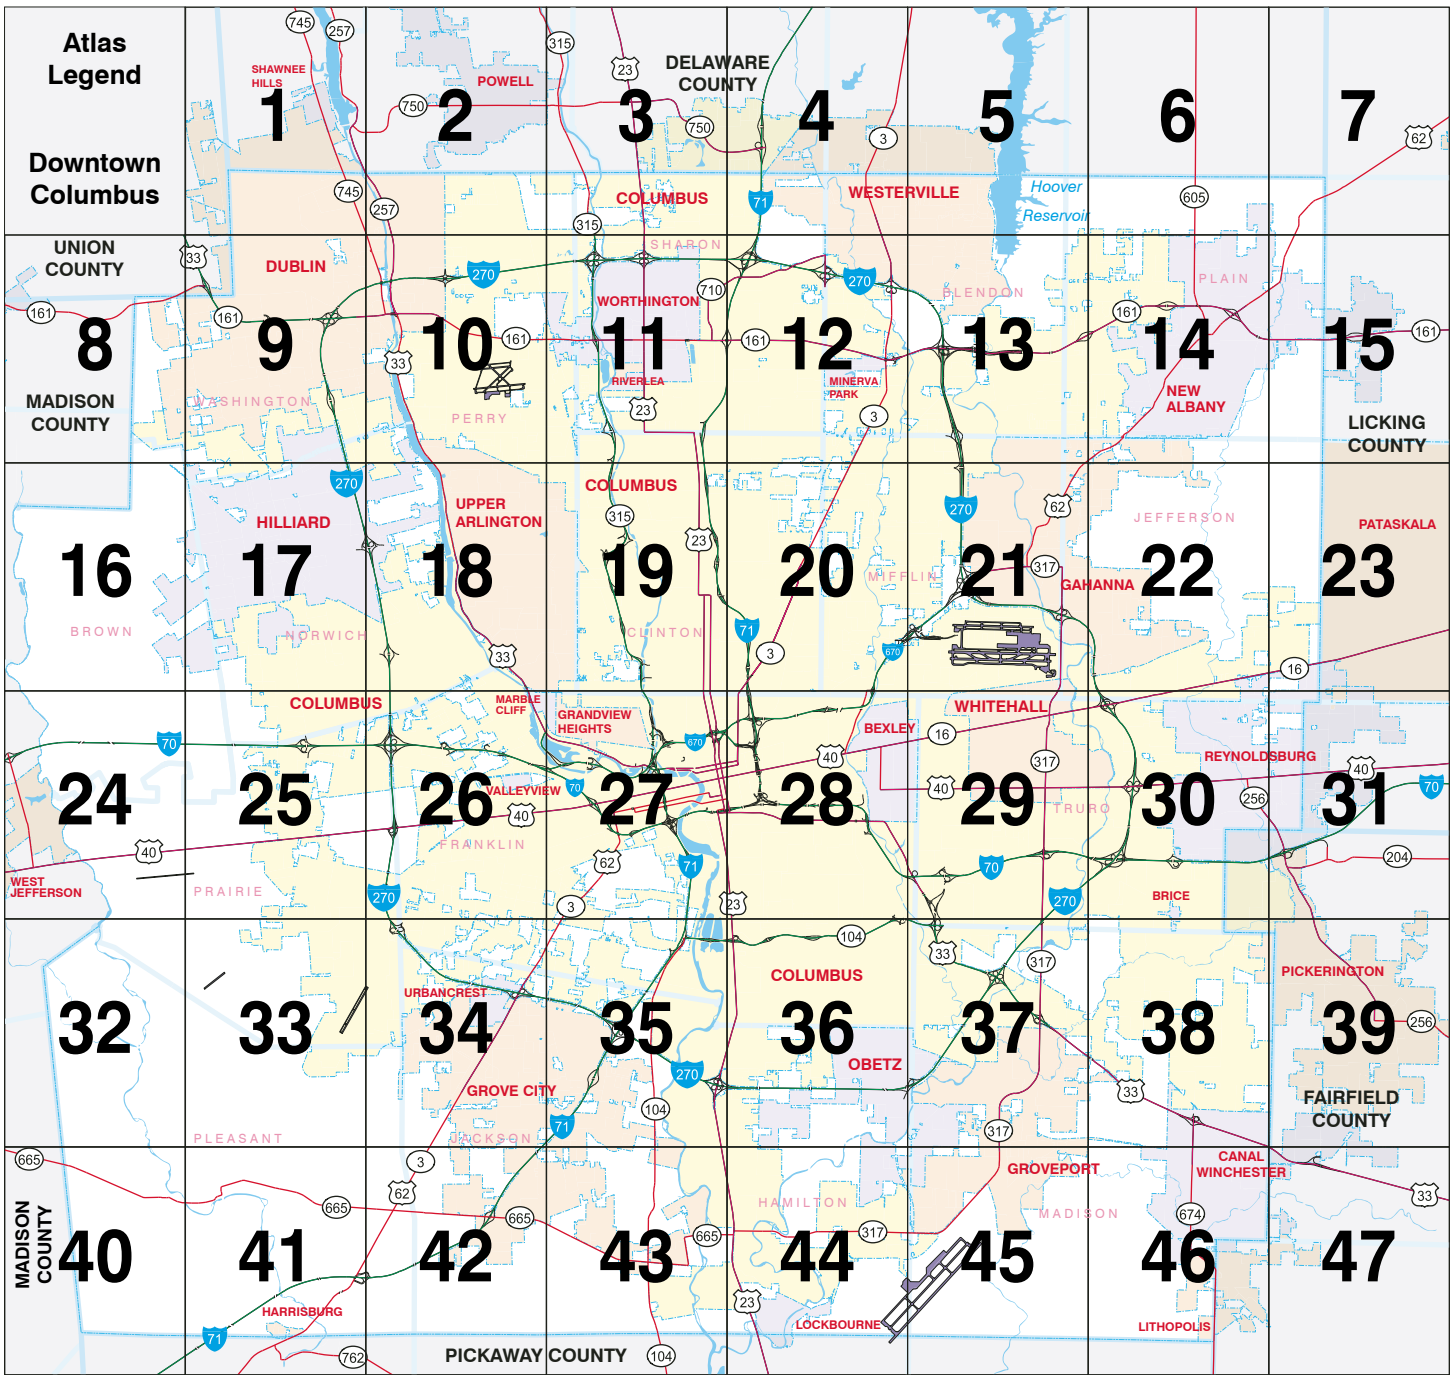 Atlas
Legend
Downtown
Columbus
745
257
SHAWNEE
HILLS
1
745
257
750
POWELL
2
315
23
DELAWARE
COUNTY
3
750
COLUMBUS
315
4
3
71
WESTERVILLE
5
Hoover
Reservoir
6
605
7
62
UNION
COUNTY
161
8
MADISON
COUNTY
33
DUBLIN
161
9
WASHINGTON
270
10
161
33
PERRY
SHARON
WORTHINGTON
710
11
RIVERLEA
23
270
161
12
MINERVA
PARK
3
BLENDON
13
PLAIN
161
14
NEW
ALBANY
15
161
LICKING
COUNTY
16
BROWN
270
HILLIARD
17
NORWICH
UPPER
ARLINGTON
18
33
COLUMBUS
315
23
19
CLINTON
71
20
3
MIFFLIN
670
270
62
21
317
GAHANNA
JEFFERSON
22
16
PATASKALA
23
70
24
40
WEST
JEFFERSON
COLUMBUS
25
PRAIRIE
270
MARBLE
CLIFF
26
VALLEYVIEW
40
FRANKLIN
GRANDVIEW
HEIGHTS
670
70
27
62
71
3
23
BEXLEY
40
28
WHITEHALL
16
317
40
29
TRURO
70
270
REYNOLDSBURG
30
256
BRICE
40
31
70
204
32
33
PLEASANT
URBANCREST
34
GROVE CITY
JACKSON
35
270
71
104
104
COLUMBUS
36
OBETZ
33
317
37
317
38
33
PICKERINGTON
39
256
FAIRFIELD
COUNTY
665
MADISON
COUNTY
40
665
41
HARRISBURG
71
762
3
62
665
42
PICKAWAY COUNTY
665
43
104
HAMILTON
317
44
23
LOCKBOURNE
GROVEPORT
MADISON
45
CANAL
WINCHESTER
674
46
LITHOPOLIS
33
47